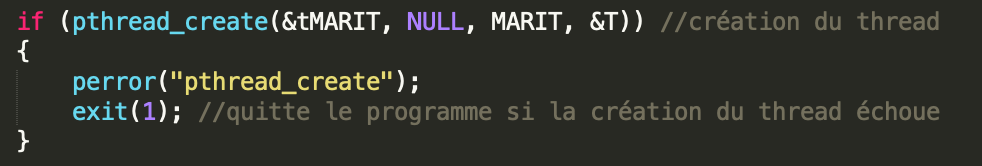 if (pthread_create(&tMARIT, NULL, MARIT, &T)) //création du thread
{
perror("pthread_create");
exit(1); //quitte le programme si la création du thread échoue
}